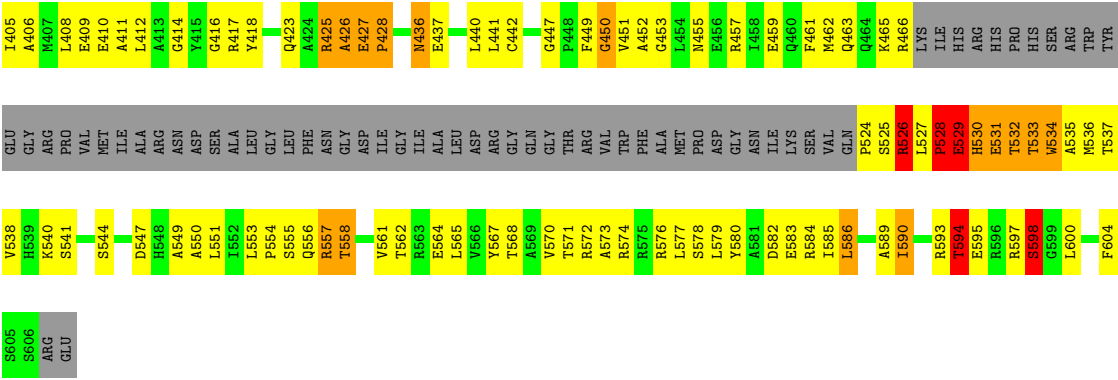 I405 A406 M407 L408 E409 E410 A411 L412 A413 G414 Y415 G416 R417 Y418 Q423 A424 R425 A426 E427 P428 N436 E437 L440 L441 C442 G447 P448 F449 G450 V451 A452 G453 L454 N455 E456 R457 I458 E459 Q460 F461 M462 Q463 Q464 K465 R466 LYS ILE HIS ARG HIS PRO HIS SER ARG TRP TYR
GLU GLY ARG PRO VAL MET ILE ALA ARG ASN ASP SER ALA LEU GLY LEU PHE ASN GLY ASP ILE GLY ILE ALA LEU ASP ARG GLY GLN GLY THR ARG VAL TRP PHE ALA MET PRO ASP GLY ASN ILE LYS SER VAL GLN P524 S525 R526 L527 P528 E529 H530 E531 T532 T533 W534 A535 M536 T537
V538 H539 K540 S541 S544 D547 H548 A549 A550 L551 I552 L553 P554 S555 Q556 R557 T558 V561 T562 R563 E564 L565 V566 Y567 T568 A569 V570 T571 R572 A573 R574 R575 R576 L577 S578 L579 Y580 A581 D582 E583 R584 I585 L586 A589 I590 R593 T594 E595 R596 R597 S598 G599 L600 F604
S605 S606 ARG GLU